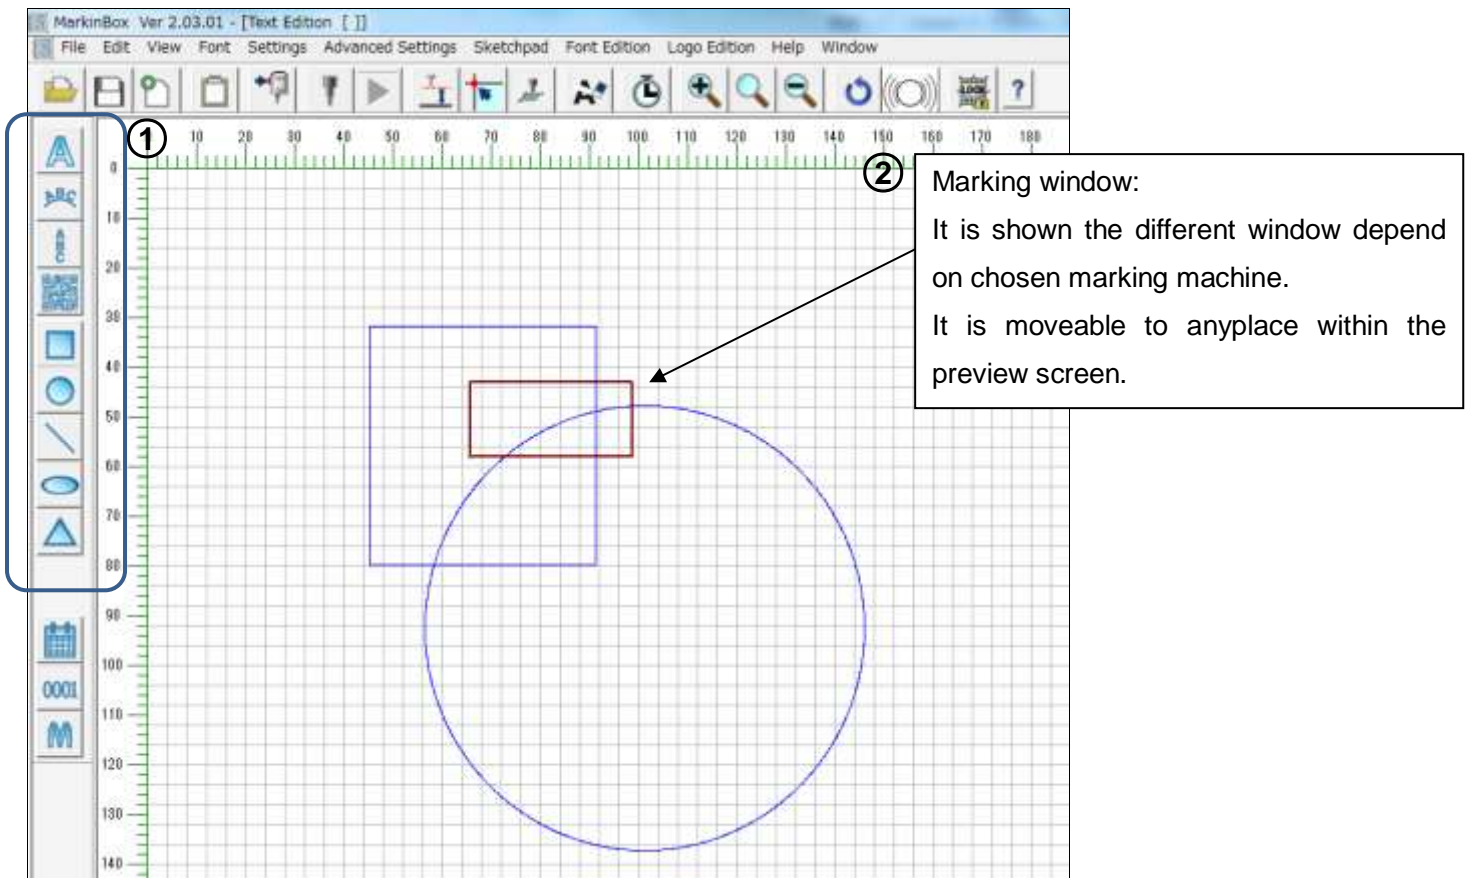 MarkinBox Ver 2.03.01 - [Text Edition [ ]]
File Edit View Font Settings Advanced Settings Sketchpad Font Edition Logo Edition Help Window
LOCK ?
① 10 20 30 40 50 60 70 80 90 100 110 120 130 140 150 160 170 180
A
ABC
ABC
0
10
20
30
40
50
60
70
80
90
100
110
120
130
140
0001
M
②
Marking window:
It is shown the different window depend
on chosen marking machine.
It is moveable to anyplace within the
preview screen.